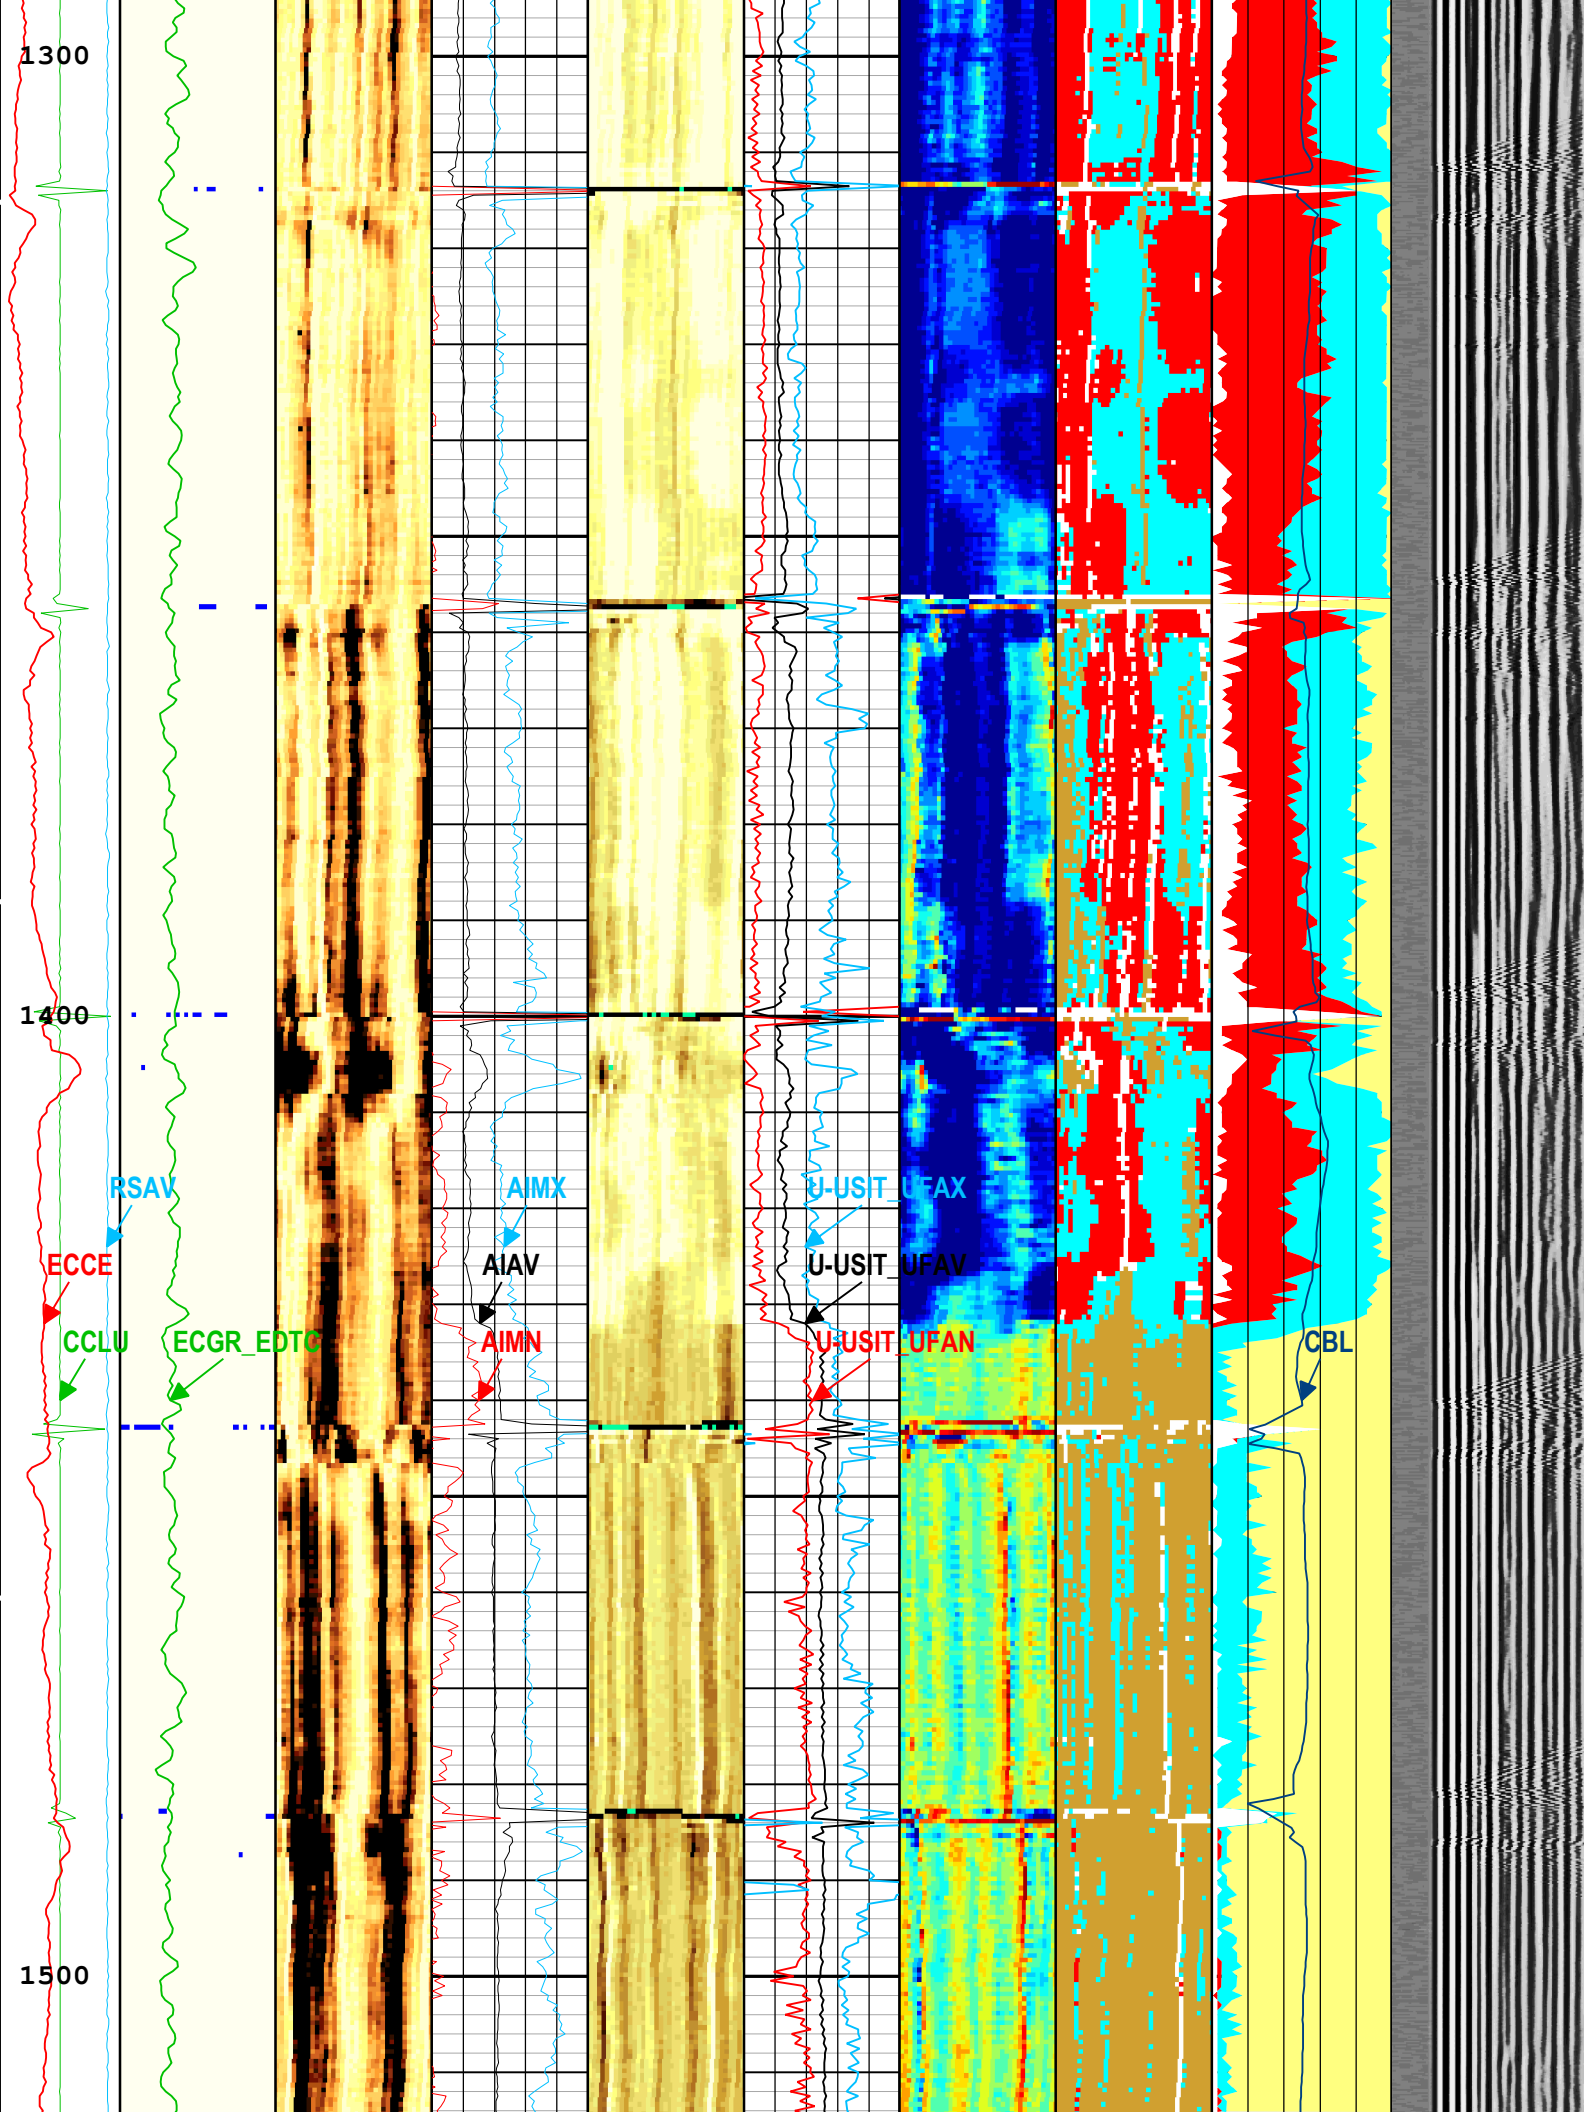 1300
1400
RSAV AIMX U-USIT_UFAX
ECCE AIAV U-USIT_UFAV
CCLU ECGR_EDTC AIMN U-USIT_UFAN CBL
1500